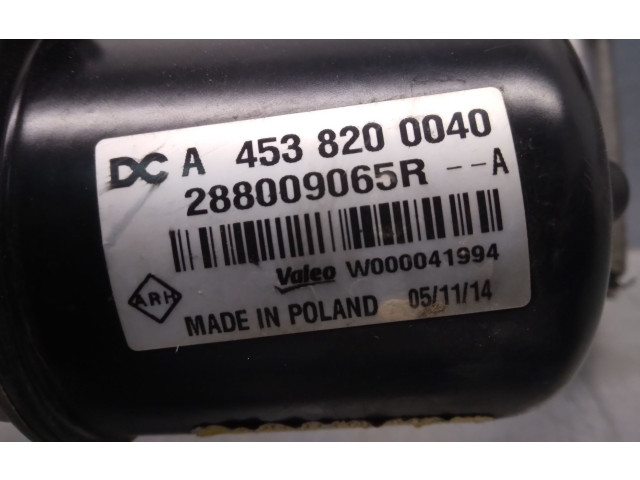 DC A 453 820 0040
288009065R --A
Valeo W000041994
ARH
MADE IN POLAND 05/11/14